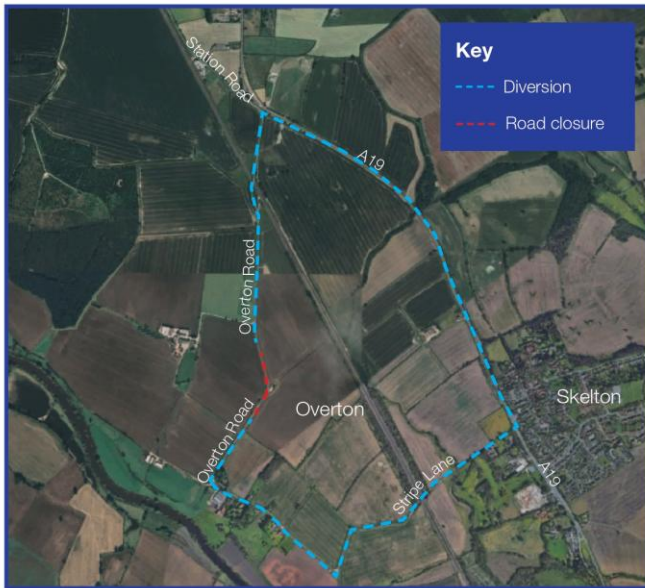 Key
Diversion
Road closure
Station Road
A19
Overton Road
Overton Road
Overton
Skelton
Stripe Lane
A19